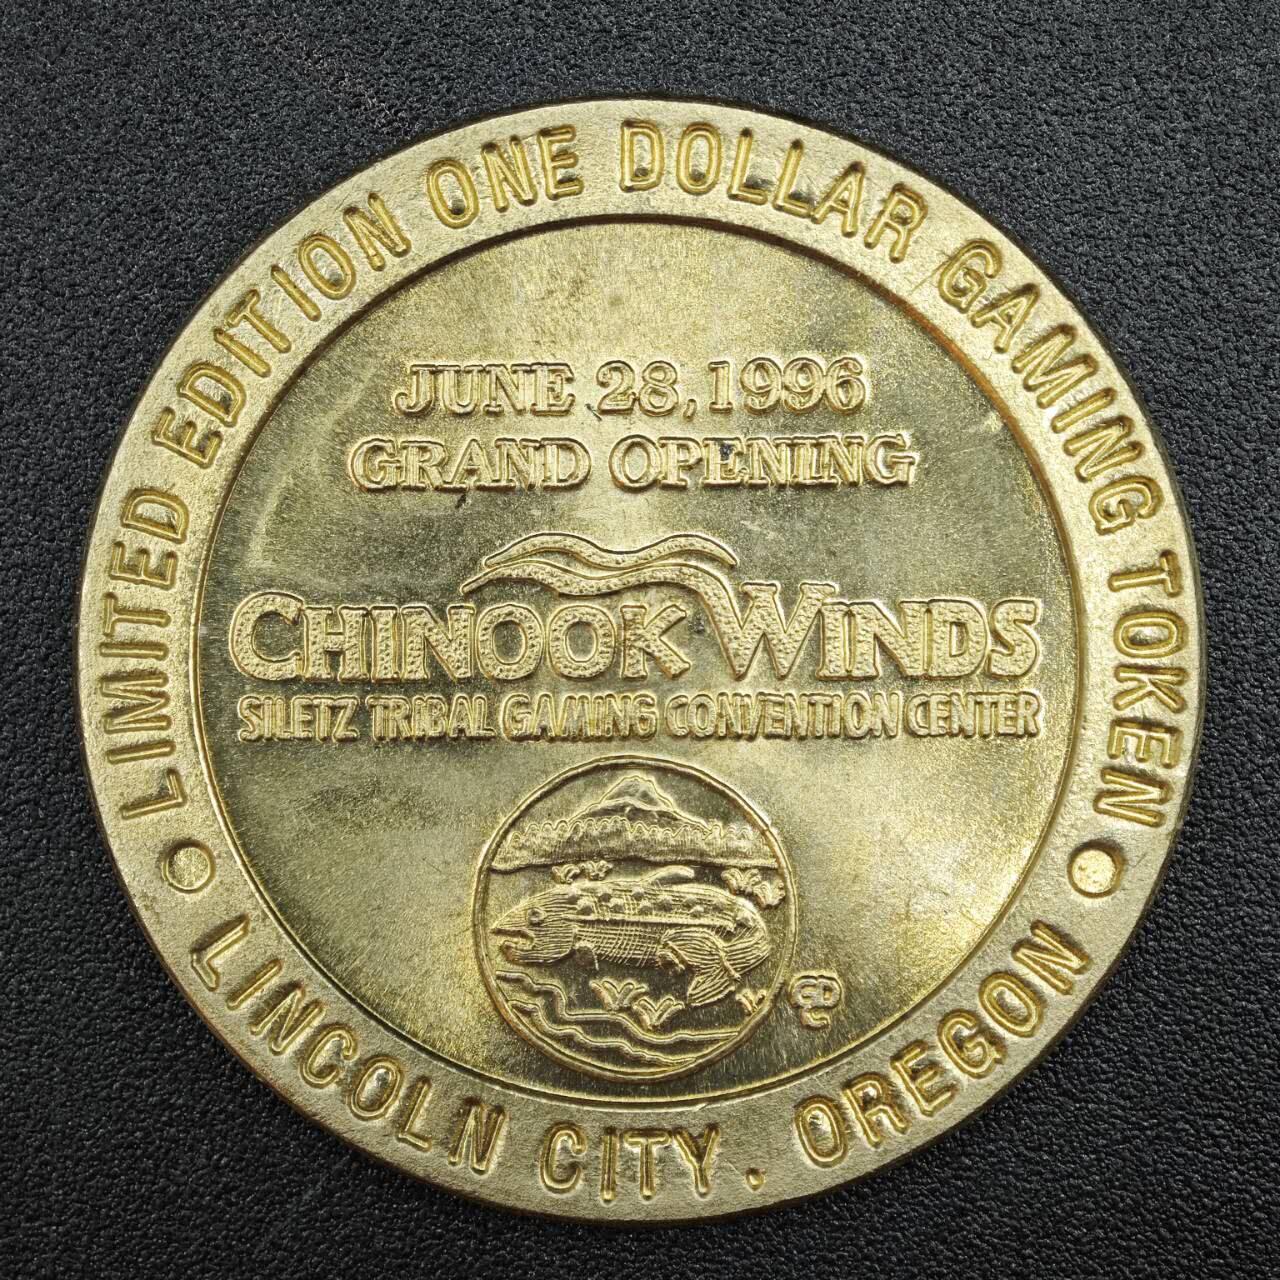 LIMITED EDITION ONE DOLLAR GAMING TOKEN
JUNE 28, 1996
GRAND OPENING
CHINOOK WINDS
SILETZ TRIBAL GAMING CONVENTION CENTER
LINCOLN CITY, OREGON